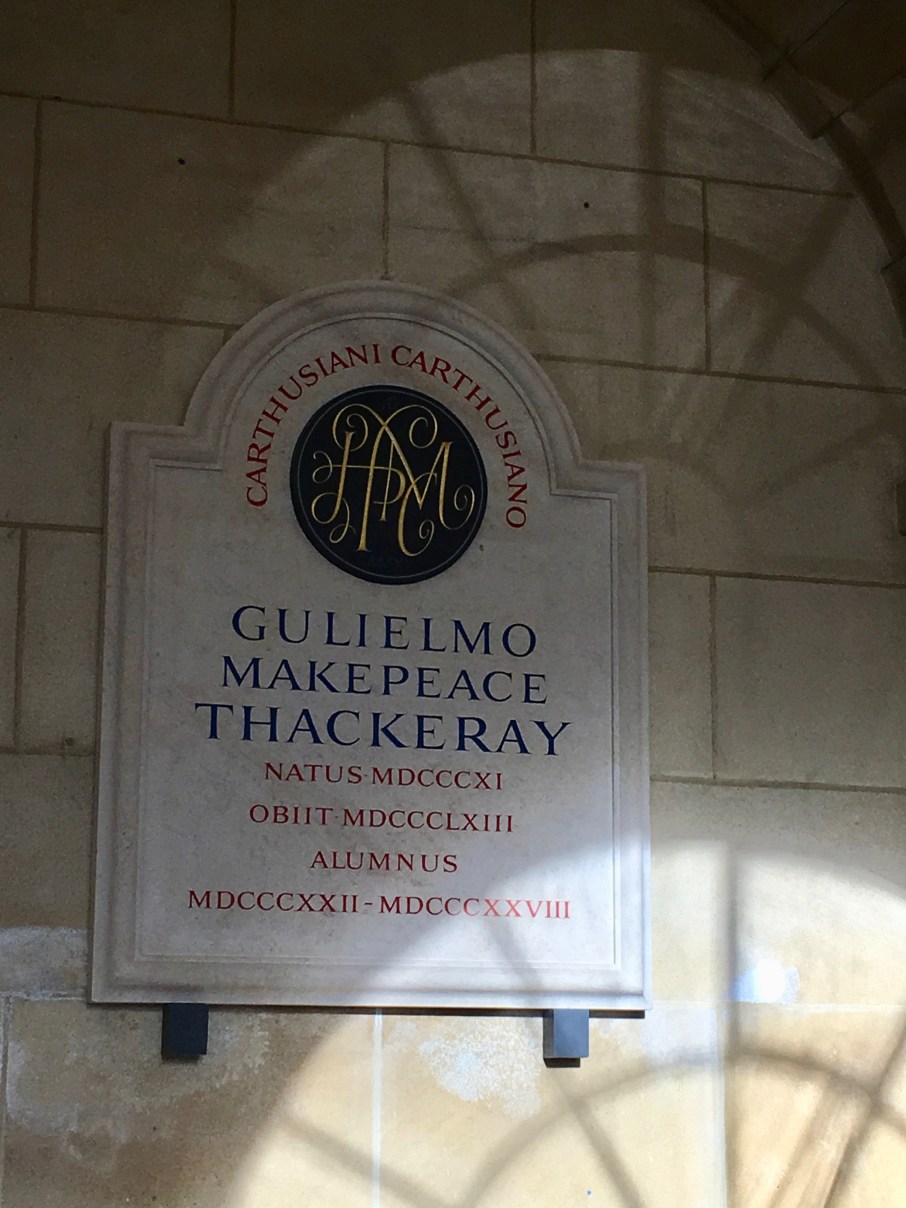 CARTHUSIANI CARTHUSIANO
GULIELMO
MAKEPEACE
THACKERAY
NATUS·MDCCCXI
OBIIT·MDCCCLXIII
ALUMNUS
MDCCCXXII-MDCCCXXVIII